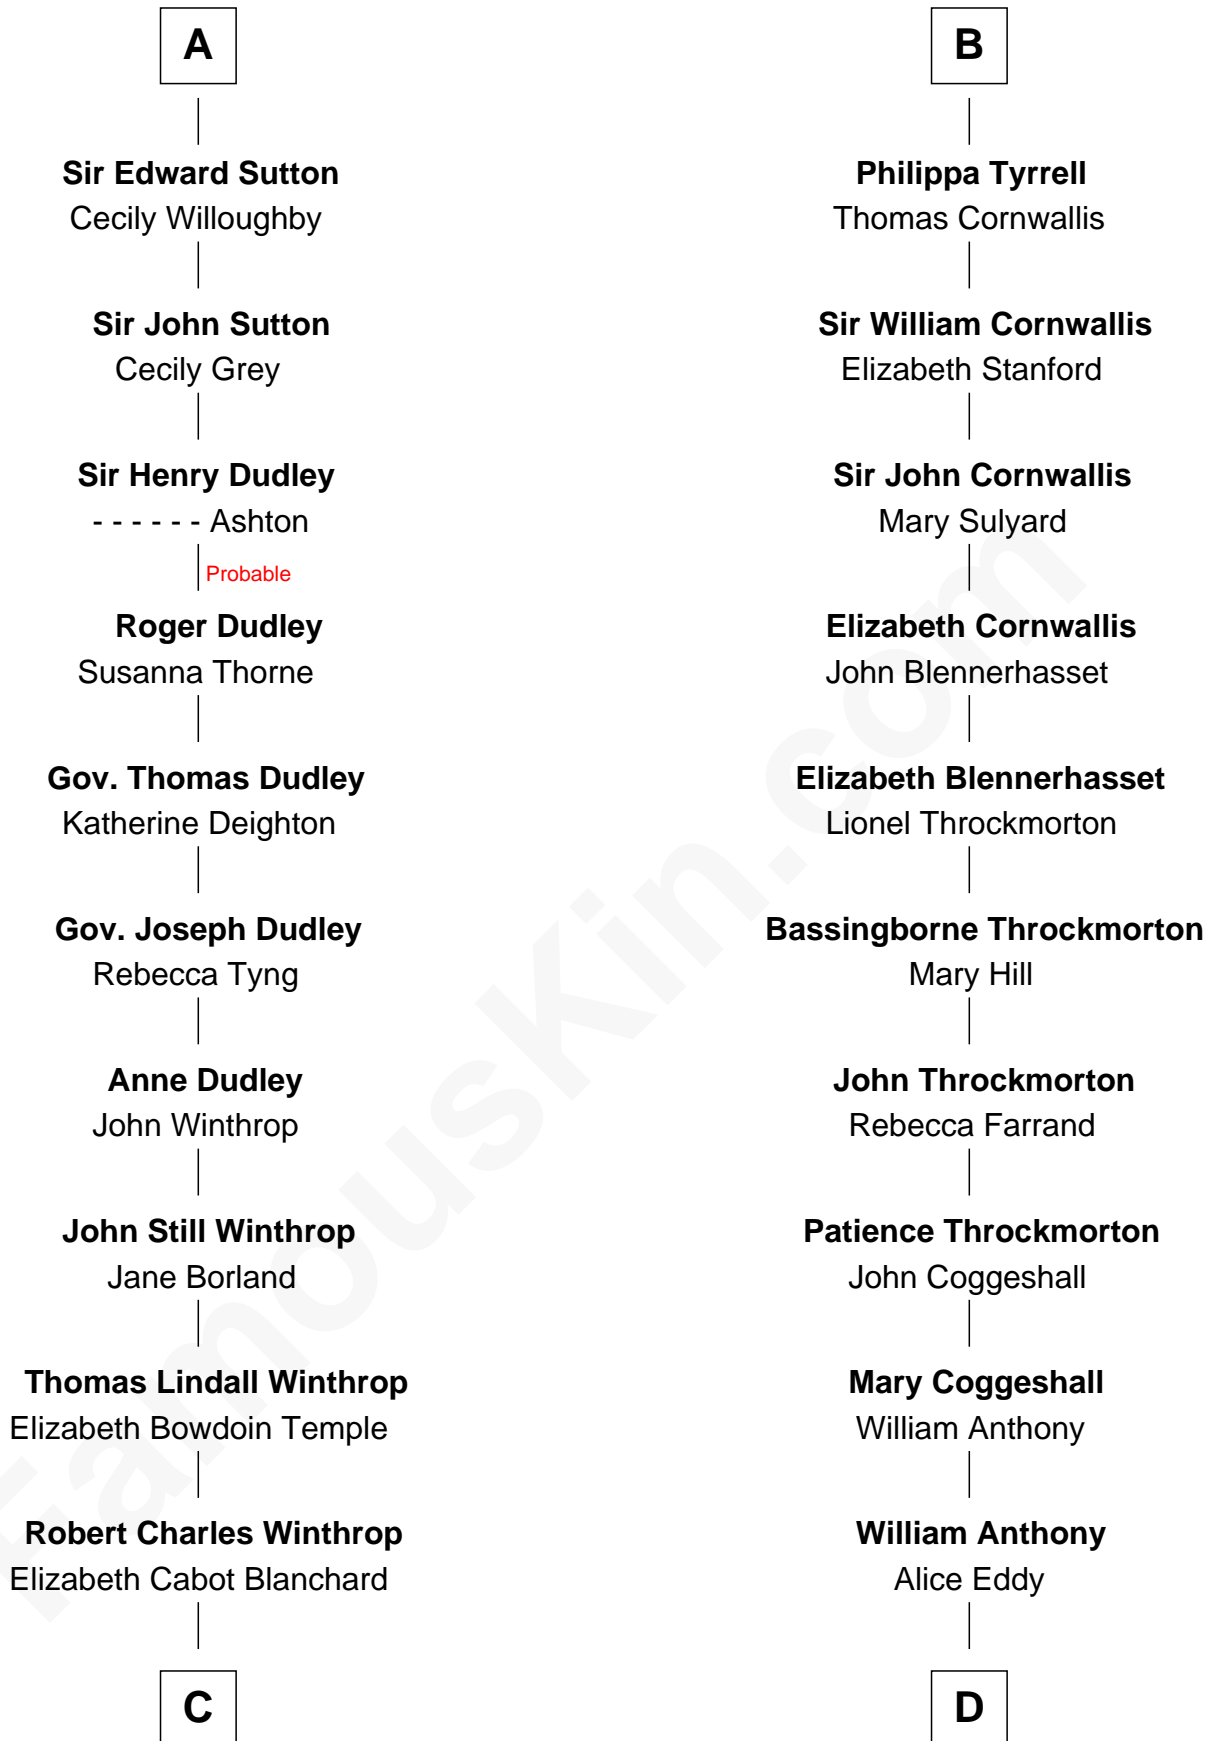 A
Sir Edward Sutton
Cecily Willoughby
Sir John Sutton
Cecily Grey
Sir Henry Dudley
- - - - - - Ashton
Probable
Roger Dudley
Susanna Thorne
Gov. Thomas Dudley
Katherine Deighton
Gov. Joseph Dudley
Rebecca Tyng
Anne Dudley
John Winthrop
John Still Winthrop
Jane Borland
Thomas Lindall Winthrop
Elizabeth Bowdoin Temple
Robert Charles Winthrop
Elizabeth Cabot Blanchard
C
B
Philippa Tyrrell
Thomas Cornwallis
Sir William Cornwallis
Elizabeth Stanford
Sir John Cornwallis
Mary Sulyard
Elizabeth Cornwallis
John Blennerhasset
Elizabeth Blennerhasset
Lionel Throckmorton
Bassingborne Throckmorton
Mary Hill
John Throckmorton
Rebecca Farrand
Patience Throckmorton
John Coggeshall
Mary Coggeshall
William Anthony
William Anthony
Alice Eddy
D
FamousKin.com